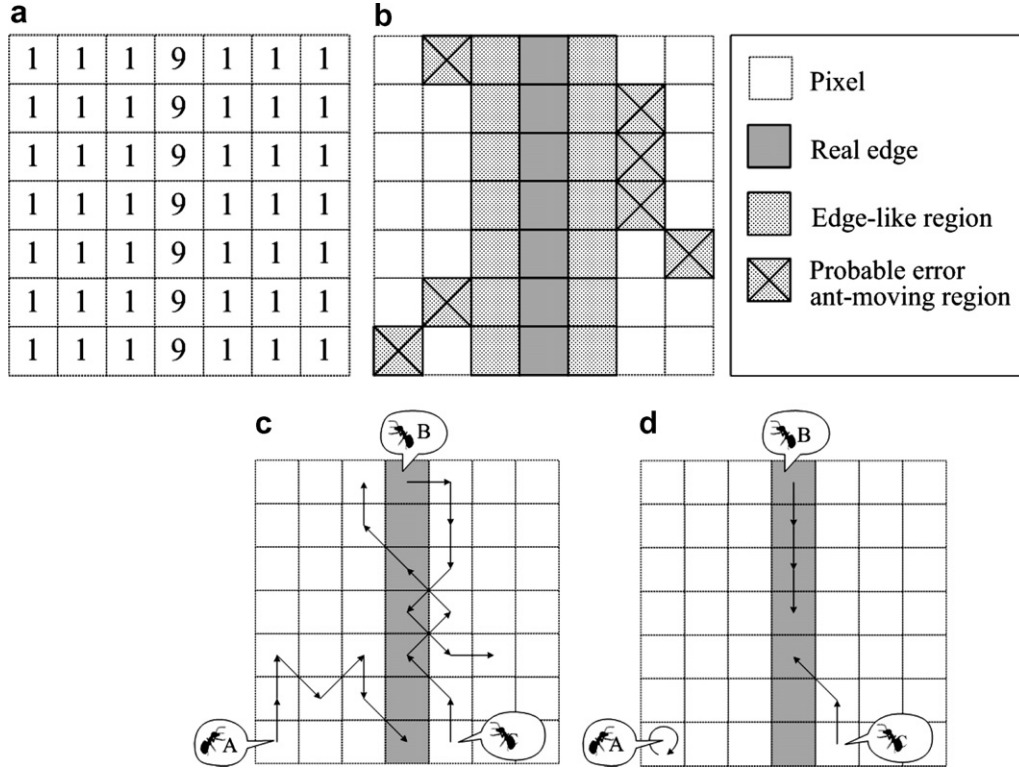 a
1 1 1 9 1 1 1
1 1 1 9 1 1 1
1 1 1 9 1 1 1
1 1 1 9 1 1 1
1 1 1 9 1 1 1
1 1 1 9 1 1 1
1 1 1 9 1 1 1
b
Pixel
Real edge
Edge-like region
Probable error
ant-moving region
c
B
A
C
d
B
A
C